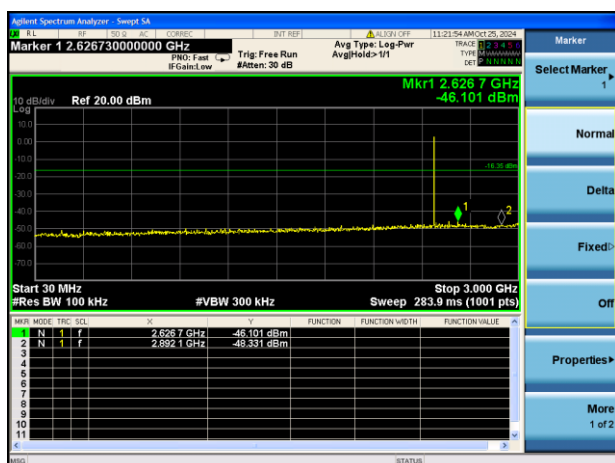 Agilent Spectrum Analyzer - Swept SA
RL RF 50 Ω AC CORREC INT REF ALIGN OFF 11:21:54 AM Oct 25, 2024
Marker 1 2.626730000000 GHz
PNO: Fast
IFGain:Low
Trig: Free Run
#Atten: 30 dB
Avg Type: Log-Pwr
Avg|Hold:>1/1
TRACE 1 2 3 4 5 6
TYPE M
DET P N N N N N
Mkr1 2.626 7 GHz
-46.101 dBm
10 dB/div Ref 20.00 dBm
Log
10.0
0.00
-10.0
-16.35 dBm
-20.0
-30.0
-40.0
1
2
-50.0
-60.0
-70.0
Start 30 MHz Stop 3.000 GHz
#Res BW 100 kHz #VBW 300 kHz Sweep 283.9 ms (1001 pts)
MKR MODE TRC SCL X Y FUNCTION FUNCTION WIDTH FUNCTION VALUE
1 N 1 f 2.626 7 GHz -46.101 dBm
2 N 1 f 2.892 1 GHz -48.331 dBm
3
4
5
6
7
8
9
10
11
MSG STATUS
Marker
Select Marker
1
Normal
Delta
Fixed
Off
Properties
More
1 of 2